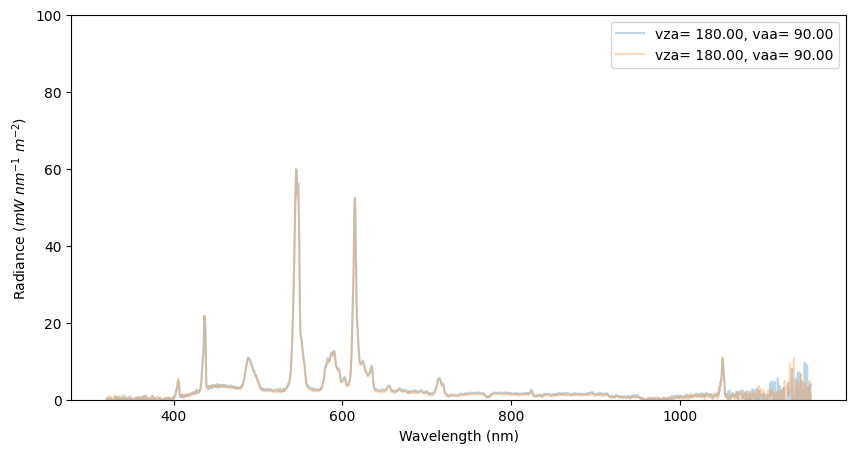 100
80
60
40
20
0
400
600
800
1000
Radiance (mW nm⁻¹ m⁻²)
Wavelength (nm)
vza= 180.00, vaa= 90.00
vza= 180.00, vaa= 90.00